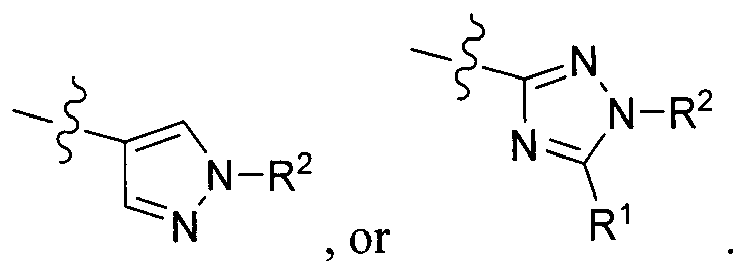 N
N–R²
N
N–R²
N
R¹
, or
.